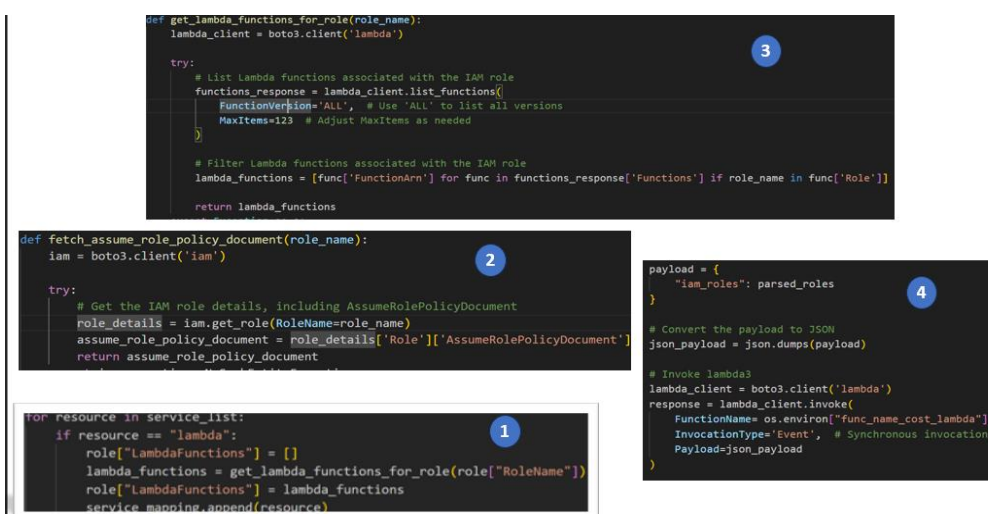 def get_lambda_functions_for_role(role_name):
lambda_client = boto3.client('lambda')
3
try:
# List Lambda functions associated with the IAM role
functions_response = lambda_client.list_functions(
FunctionVersion='ALL', # Use 'ALL' to list all versions
MaxItems=123 # Adjust MaxItems as needed
)
# Filter Lambda functions associated with the IAM role
lambda_functions = [func['FunctionArn'] for func in functions_response['Functions'] if role_name in func['Role']]
return lambda_functions
def fetch_assume_role_policy_document(role_name):
iam = boto3.client('iam')
2
try:
# Get the IAM role details, including AssumeRolePolicyDocument
role_details = iam.get_role(RoleName=role_name)
assume_role_policy_document = role_details['Role']['AssumeRolePolicyDocument']
return assume_role_policy_document
for resource in service_list:
1
if resource == "lambda":
role["LambdaFunctions"] = []
lambda_functions = get_lambda_functions_for_role(role["RoleName"])
role["LambdaFunctions"] = lambda_functions
service_mapping.append(resource)
payload = {
"iam_roles": parsed_roles
4
}
# Convert the payload to JSON
json_payload = json.dumps(payload)
# Invoke lambda3
lambda_client = boto3.client('lambda')
response = lambda_client.invoke(
FunctionName= os.environ["func_name_cost_lambda"]
InvocationType='Event', # Synchronous invocation
Payload=json_payload
)